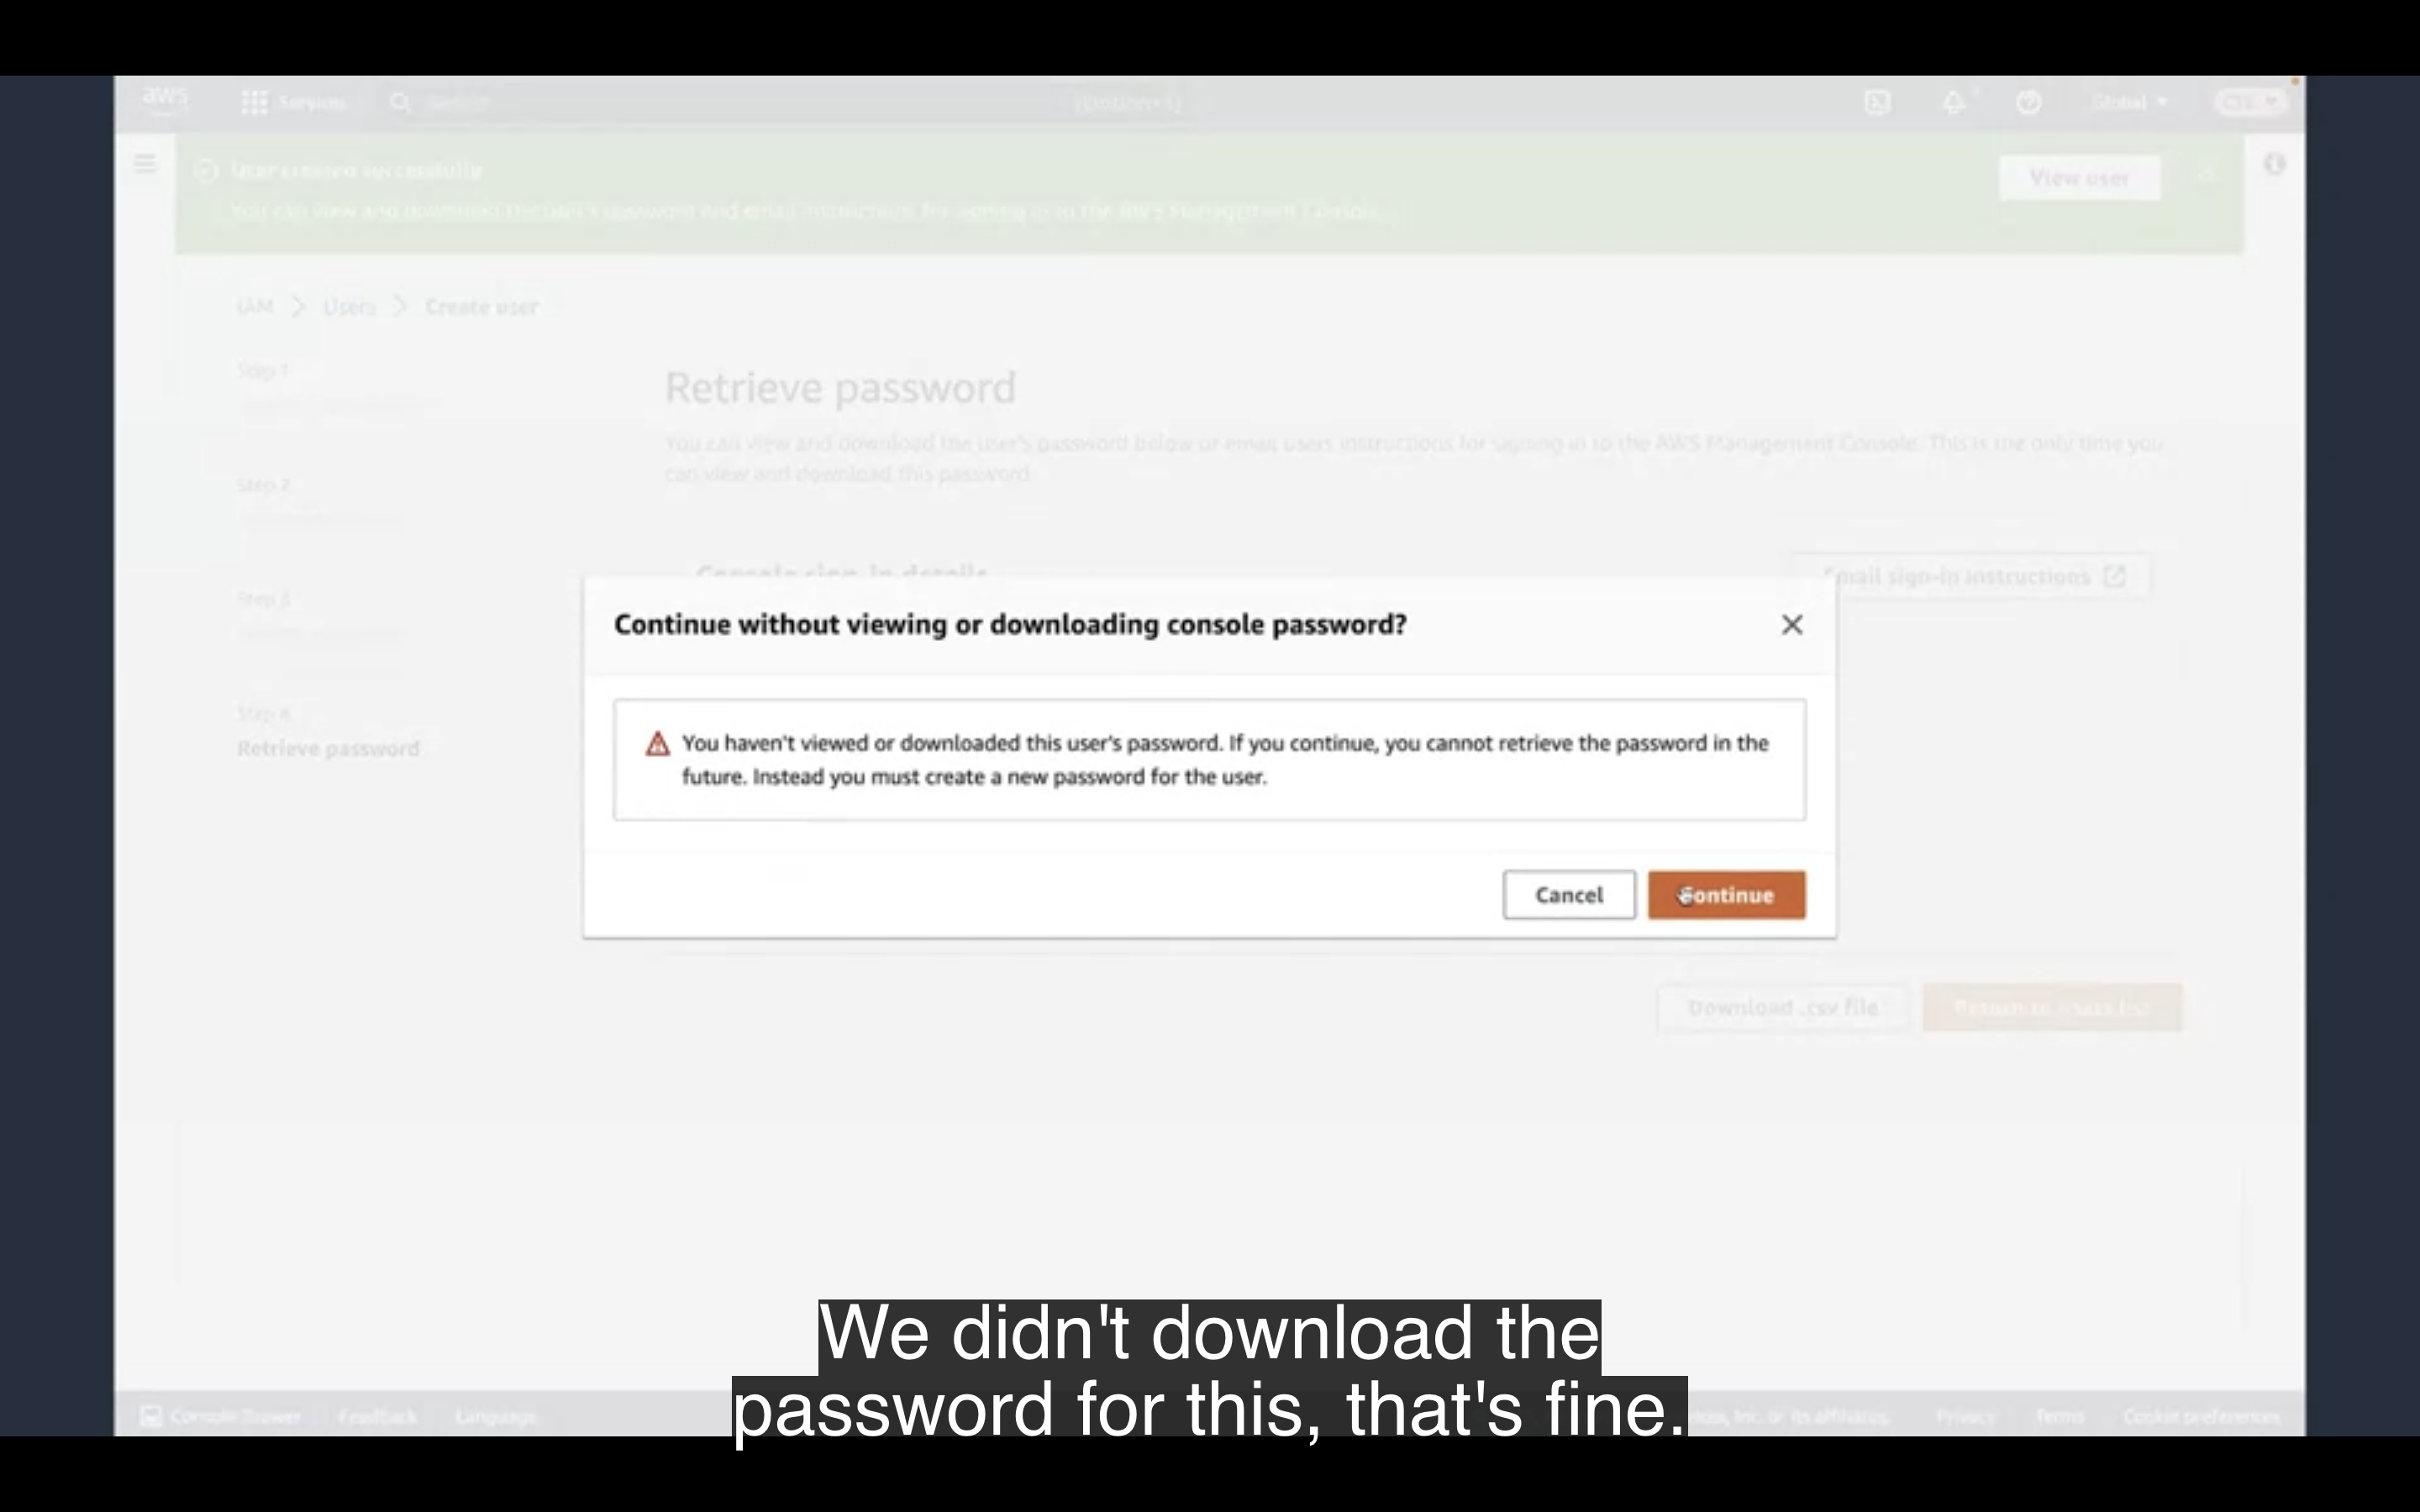 aws
Services
Global
User created successfully
View user
You can view and download the user's password and email instructions for signing in to the AWS Management Console.
IAM > Users > Create user
Step 1
Retrieve password
You can view and download the user's password below or email users instructions for signing in to the AWS Management Console. This is the only time you
can view and download this password.
Step 2
Console sign-in details
Email sign-in instructions
Step 3
Continue without viewing or downloading console password?
You haven't viewed or downloaded this user's password. If you continue, you cannot retrieve the password in the
future. Instead you must create a new password for the user.
Step 4
Retrieve password
Cancel
Continue
Download .csv file
Return to users list
We didn't download the
password for this, that's fine.
Feedback
Language
Inc. or its affiliates.
Privacy
Terms
Cookie preferences